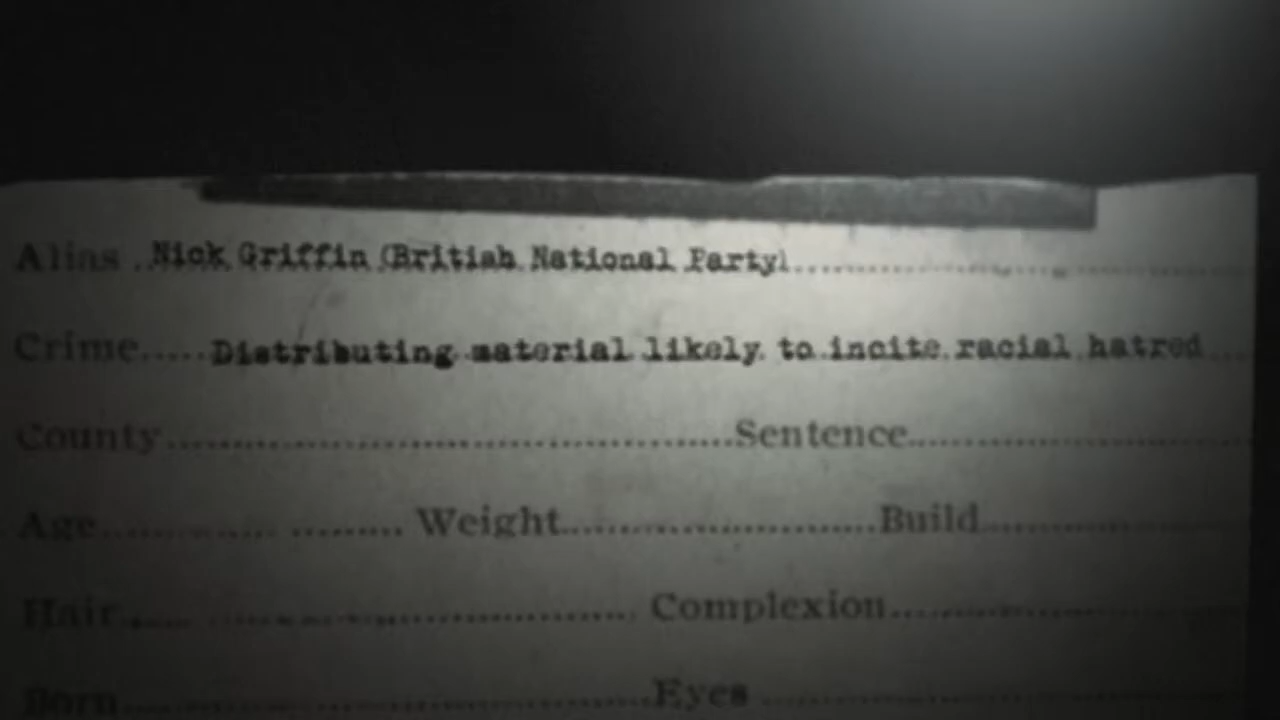 Alias ..Nick Griffin (British National Party)..............................
Crime.....Distributing material likely to incite racial hatred...
County..........................................Sentence.........................
Age.......................... Weight........................Build...................
Hair....................................... Complexion.........................
Born........................................Eyes...................................